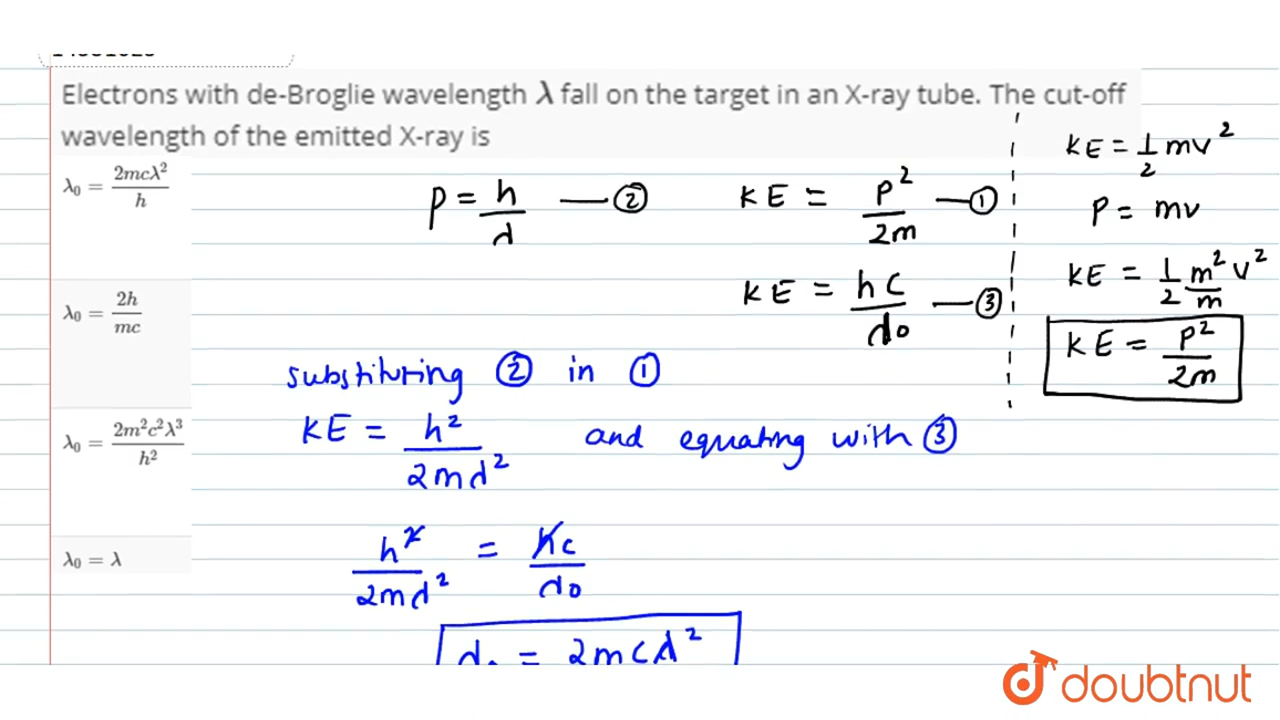 Electrons with de-Broglie wavelength λ fall on the target in an X-ray tube. The cut-off
wavelength of the emitted X-ray is
λ₀ = 2mcλ²/h
λ₀ = 2h/mc
λ₀ = 2m²c²λ³/h²
λ₀ = λ
p = h/λ — ②
KE = p²/2m — ①
KE = hc/λ₀ — ③
KE = 1/2 mv²
p = mv
KE = 1/2 m²v²/m
KE = p²/2m
substituting ② in ①
KE = h²/2mλ² and equating with ③
h²/2mλ² = hc/λ₀
λ₀ = 2mcλ²
doubtnut